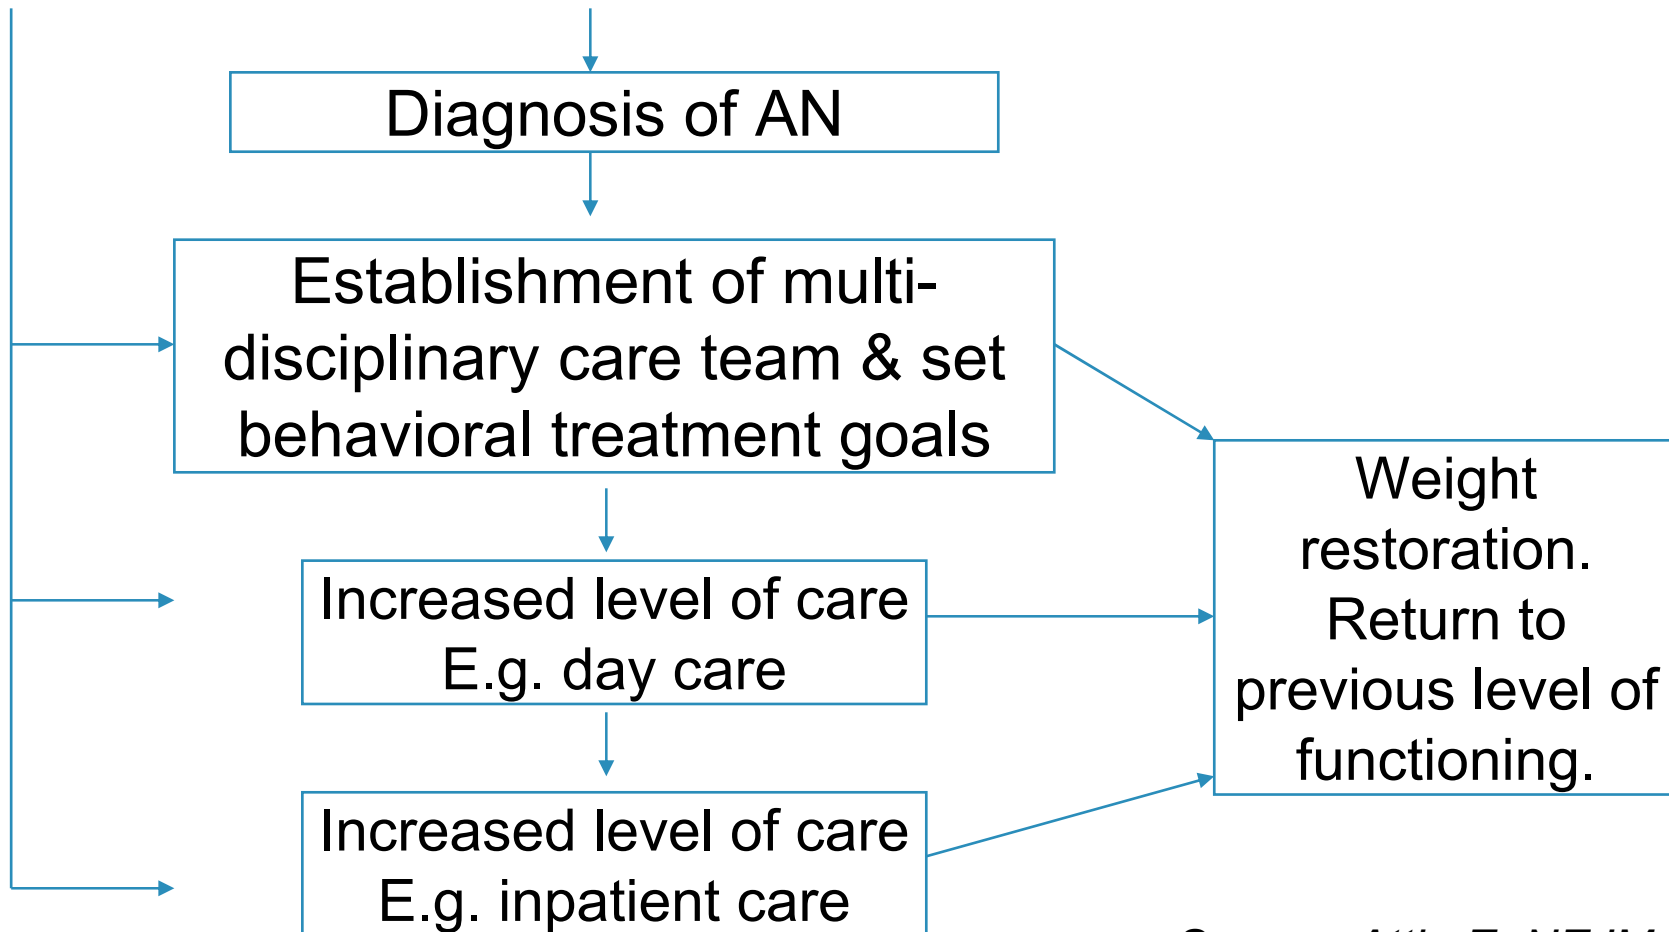 Diagnosis of AN
Establishment of multi-
disciplinary care team & set
behavioral treatment goals
Increased level of care
E.g. day care
Weight
restoration.
Return to
previous level of
functioning.
Increased level of care
E.g. inpatient care